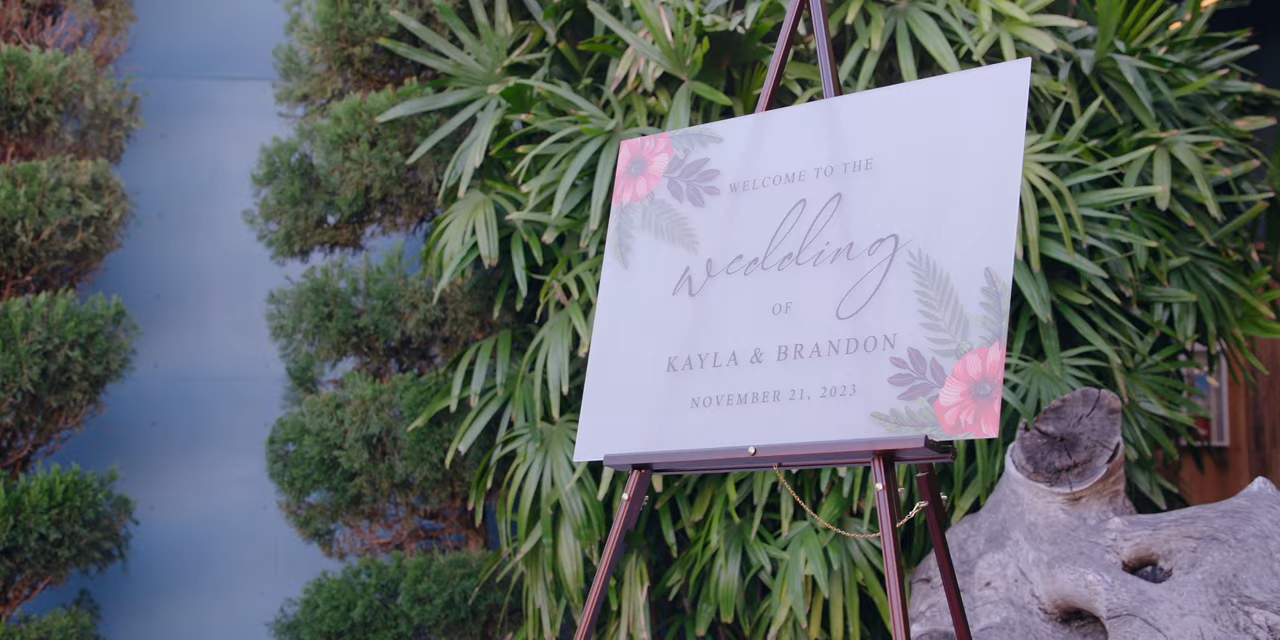 WELCOME TO THE
wedding
OF
KAYLA & BRANDON
NOVEMBER 21, 2023